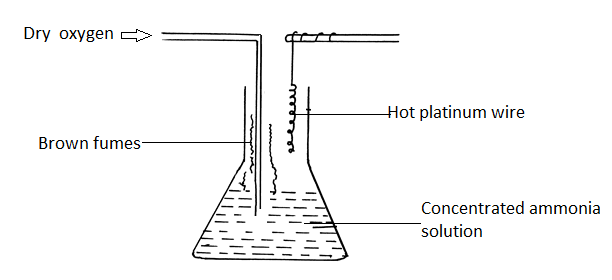 Dry oxygen
Hot platinum wire
Brown fumes
Concentrated ammonia
solution